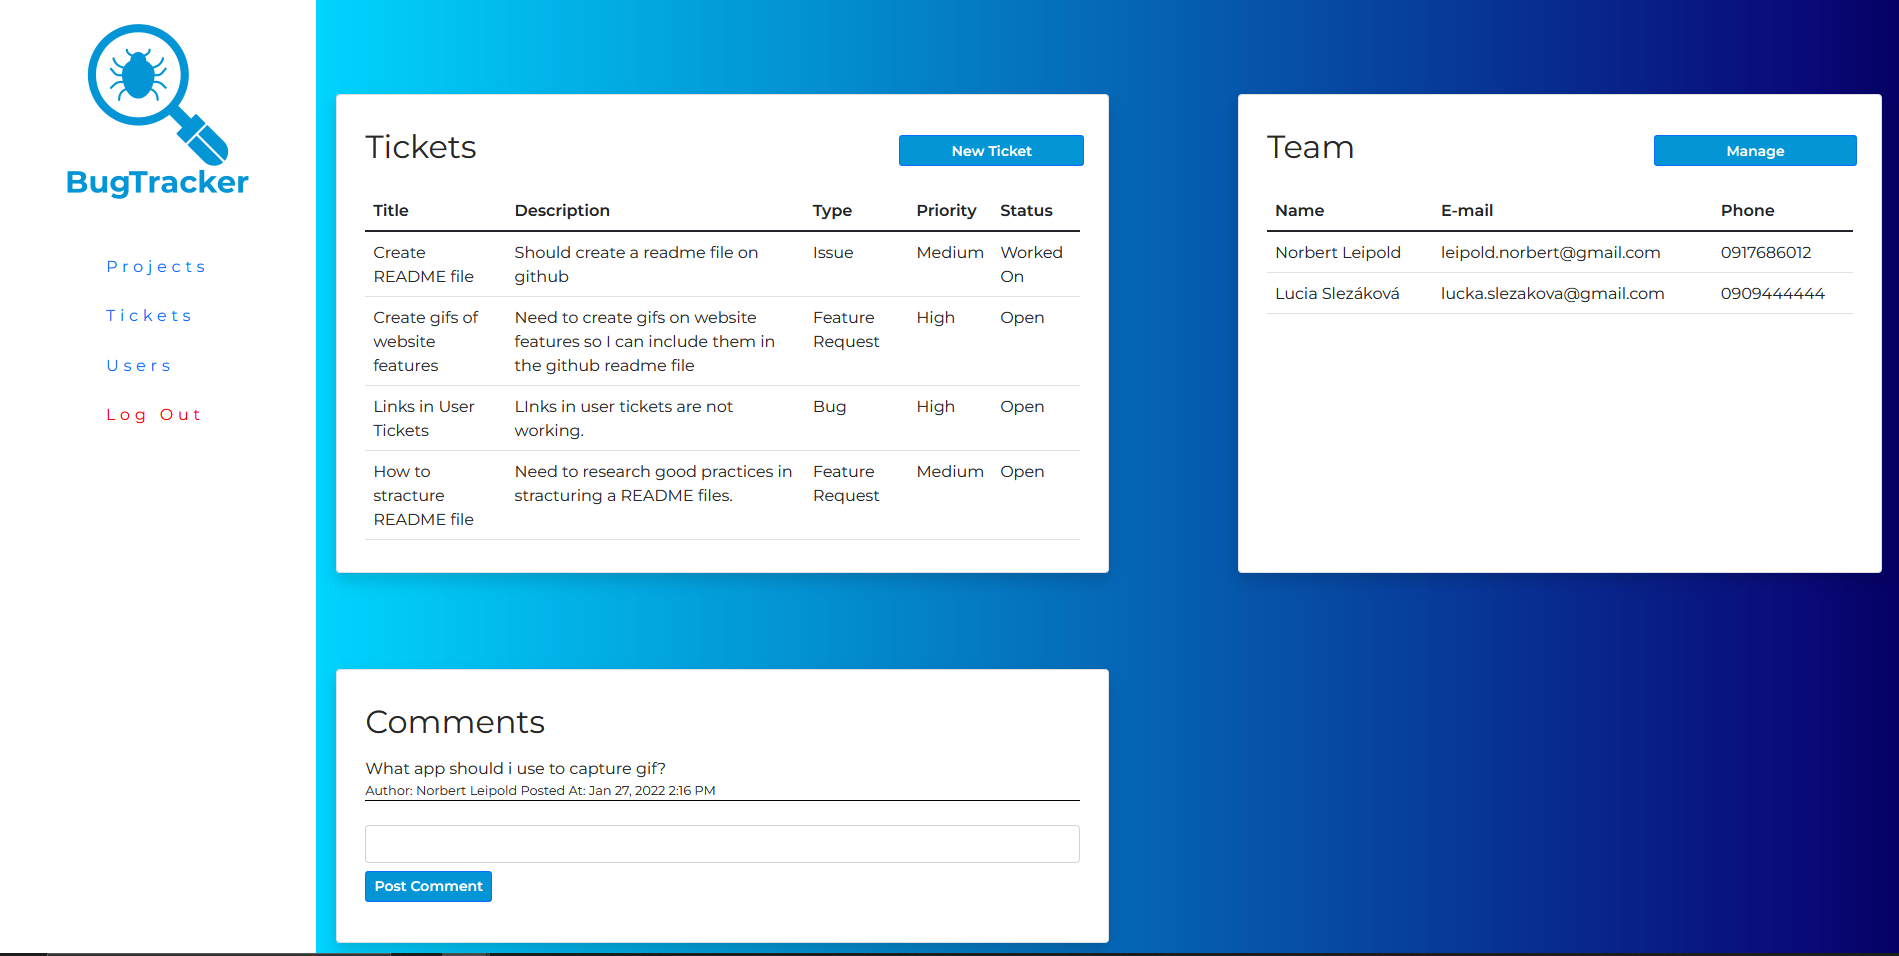 BugTracker
Projects
Tickets
Users
Log Out
Tickets
New Ticket
Title Description Type Priority Status
Create Should create a readme file on Issue Medium Worked
README file github On
Create gifs of Need to create gifs on website Feature High Open
website features so I can include them in Request
features the github readme file
Links in User LInks in user tickets are not Bug High Open
Tickets working.
How to Need to research good practices in Feature Medium Open
stracture stracturing a README files. Request
README file
Team
Manage
Name E-mail Phone
Norbert Leipold leipold.norbert@gmail.com 0917686012
Lucia Slezáková lucka.slezakova@gmail.com 0909444444
Comments
What app should i use to capture gif?
Author: Norbert Leipold Posted At: Jan 27, 2022 2:16 PM
Post Comment